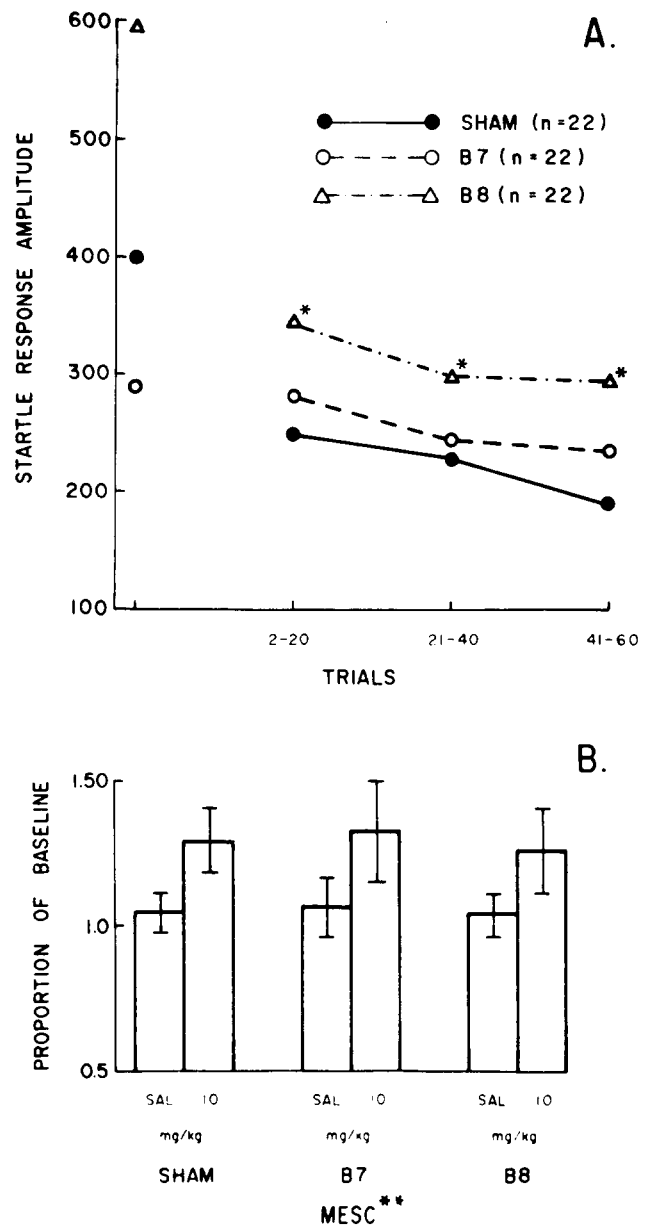 A.
600
500
400
300
200
100
STARTLE RESPONSE AMPLITUDE
SHAM (n=22)
B7 (n=22)
B8 (n=22)
*
*
*
2-20
21-40
41-60
TRIALS
B.
1.50
1.0
0.5
PROPORTION OF BASELINE
SAL 10 SAL 10 SAL 10
mg/kg mg/kg mg/kg
SHAM B7 B8
MESC**